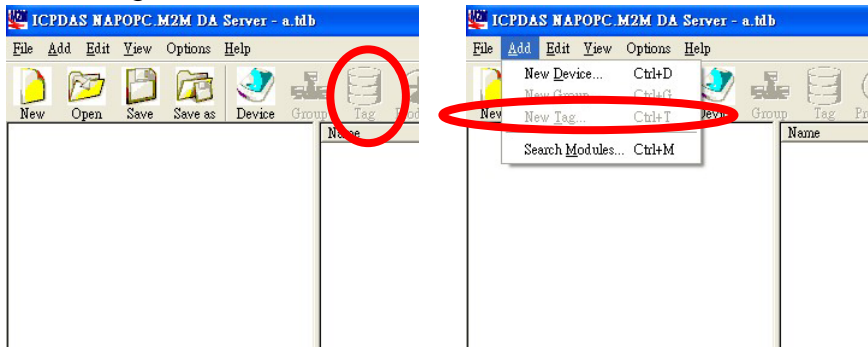 ICPDAS NAPOPC.M2M DA Server - a.tdb
File Add Edit View Options Help
New Open Save Save as Device Group Tag
Name
ICPDAS NAPOPC.M2M DA Server - a.tdb
File Add Edit View Options Help
New Device... Ctrl+D
New Group... Ctrl+G
New Tag... Ctrl+T
Search Modules... Ctrl+M
New Device Group Tag
Name